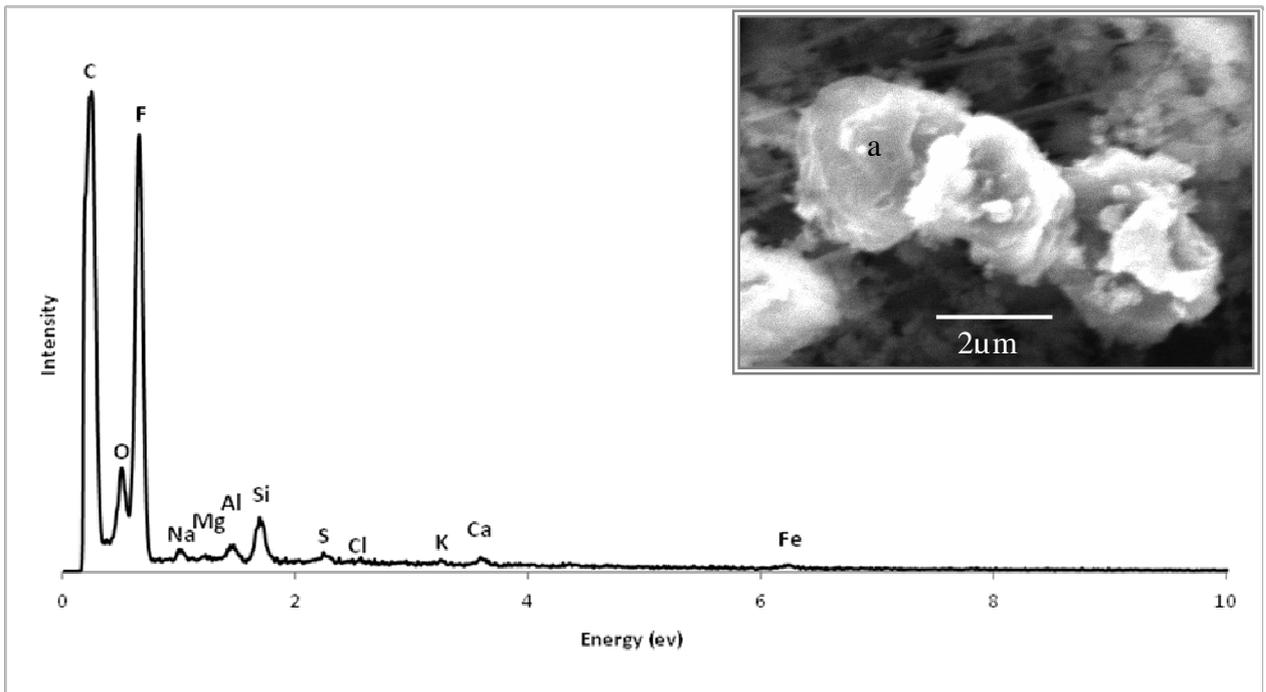 C
F
a
2um
Intensity
O
Na
Mg
Al
Si
S
Cl
K
Ca
Fe
0 2 4 6 8 10
Energy (ev)